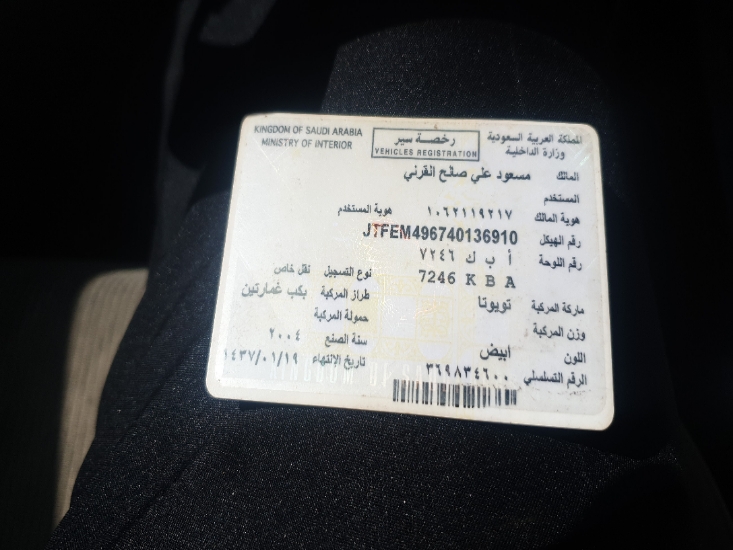 KINGDOM OF SAUDI ARABIA
MINISTRY OF INTERIOR
رخصة سير
VEHICLES REGISTRATION
المملكة العربية السعودية
وزارة الداخلية
المالك مسعود علي صالح القرني
المستخدم
هوية المالك ١٠٦٢١١٩٢١٧ هوية المستخدم
رقم الهيكل JTFEM496740136910
رقم اللوحة أ ب ك ٧٢٤٦
7246 K B A
نوع التسجيل نقل خاص
ماركة المركبة تويوتا طراز المركبة بكب غمارتين
وزن المركبة حمولة المركبة
اللون ابيض سنة الصنع ٢٠٠٤
الرقم التسلسلي ٣٦٩٨٣٤٦٠٠ تاريخ الإنتهاء ١٤٣٧/٠١/١٩